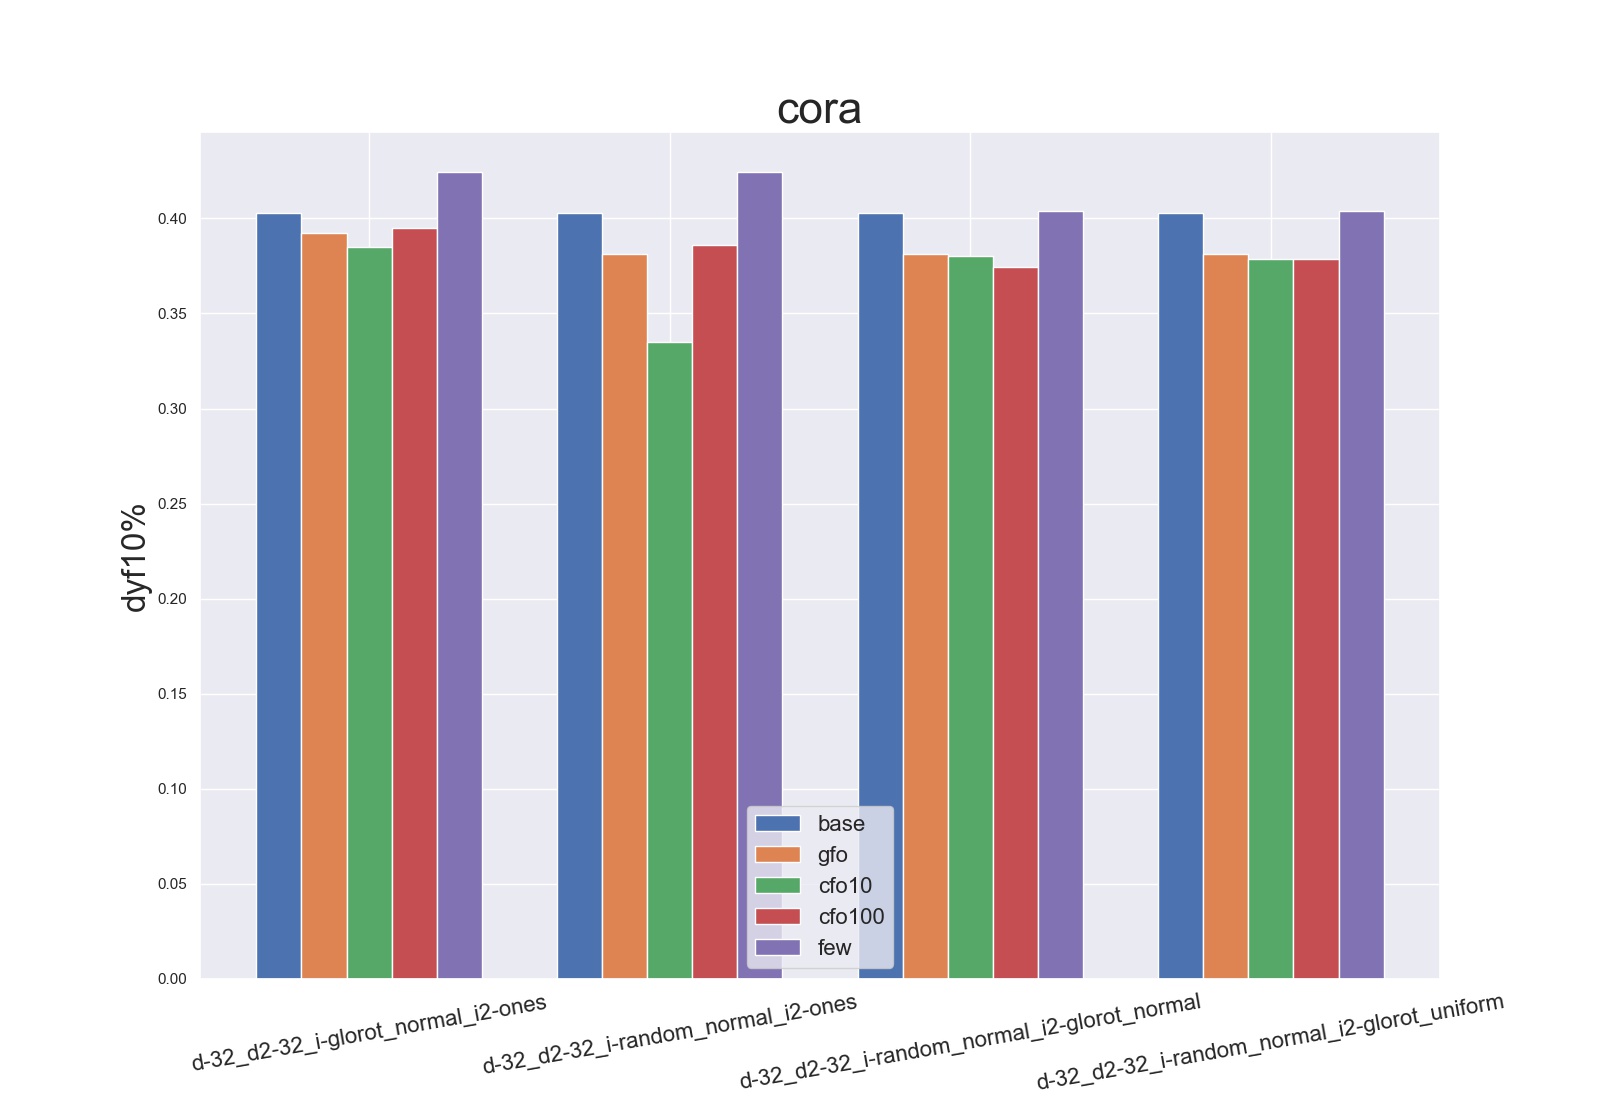 cora
dyf10%
0.40
0.35
0.30
0.25
0.20
0.15
0.10
0.05
0.00
base
gfo
cfo10
cfo100
few
d-32_d2-32_i-glorot_normal_i2-ones
d-32_d2-32_i-random_normal_i2-ones
d-32_d2-32_i-random_normal_i2-glorot_normal
d-32_d2-32_i-random_normal_i2-glorot_uniform